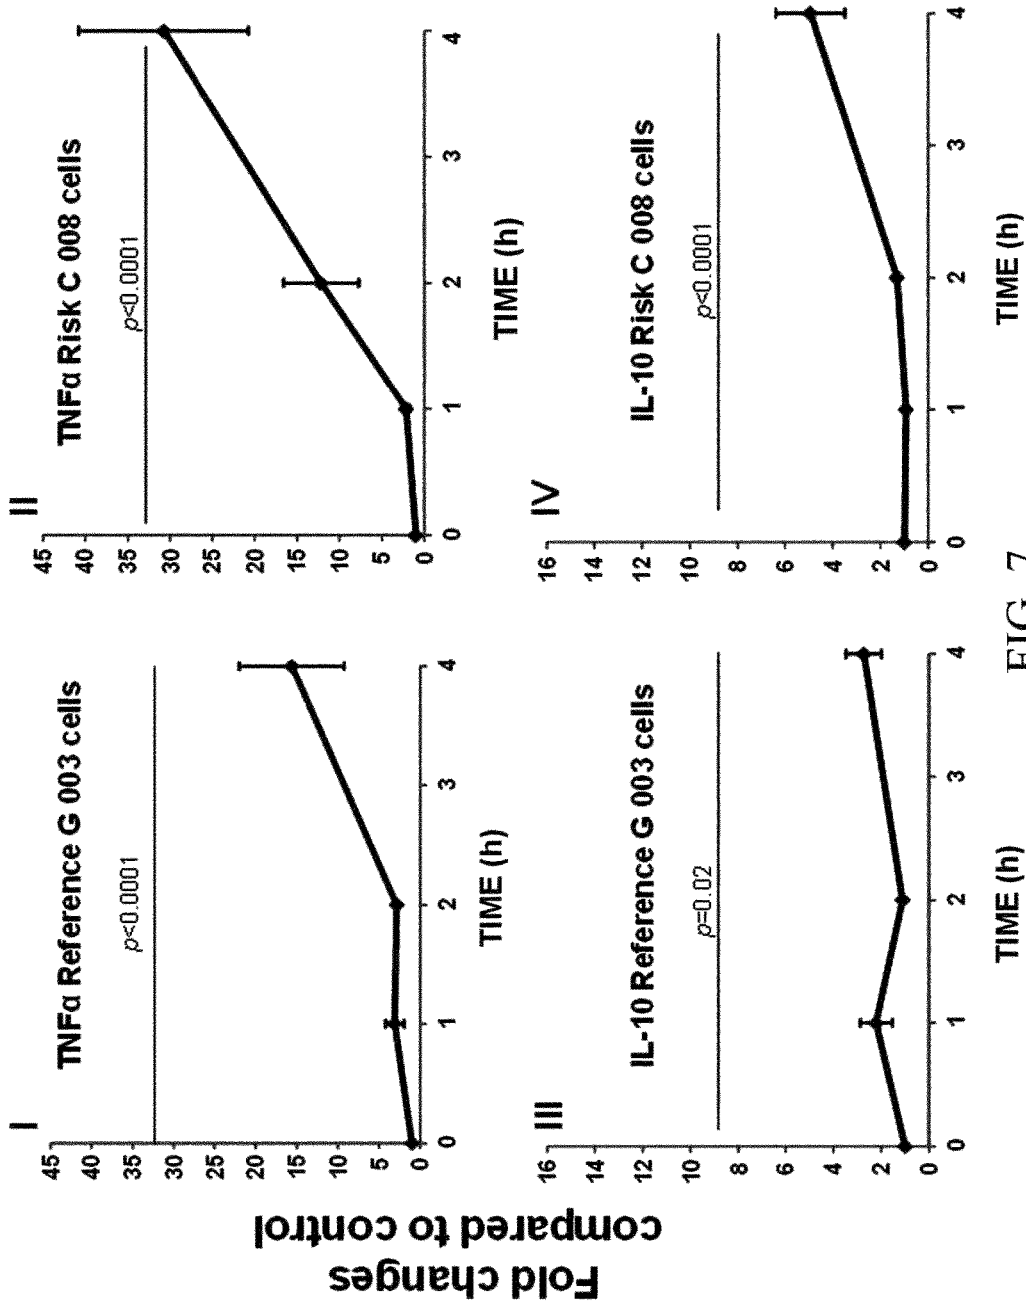 Fold changes
compared to control
I
TNFα Reference G 003 cells
p<0.0001
45
40
35
30
25
20
15
10
5
0
0 1 2 3 4
TIME (h)
II
TNFα Risk C 008 cells
p<0.0001
45
40
35
30
25
20
15
10
5
0
0 1 2 3 4
TIME (h)
III
IL-10 Reference G 003 cells
p=0.02
16
14
12
10
8
6
4
2
0
0 1 2 3 4
TIME (h)
IV
IL-10 Risk C 008 cells
p<0.0001
16
14
12
10
8
6
4
2
0
0 1 2 3 4
TIME (h)
FIG. 7